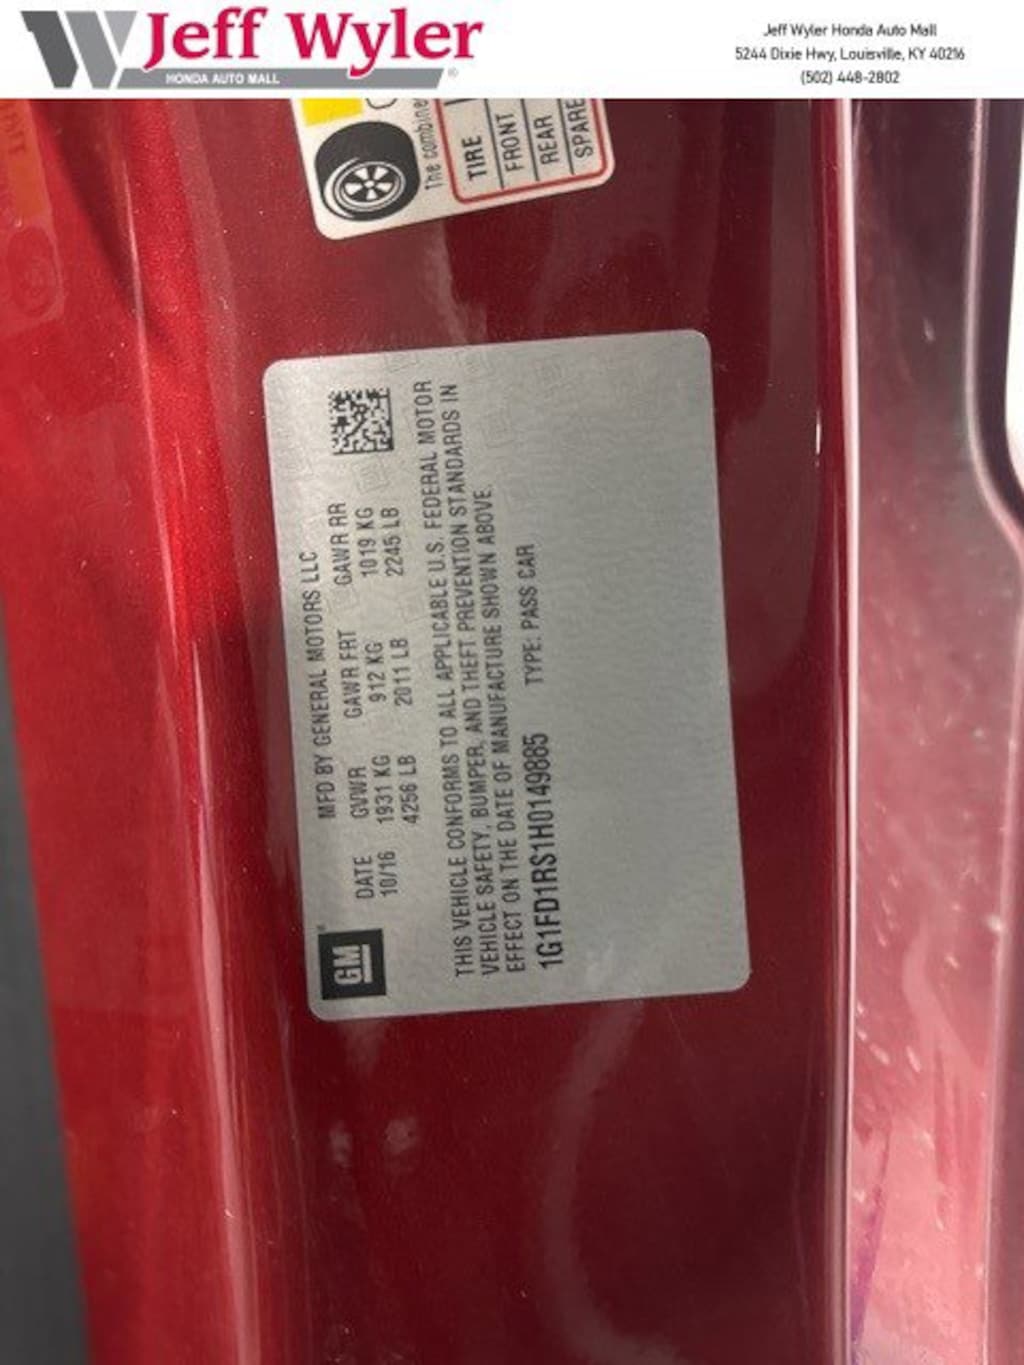 Jeff Wyler
HONDA AUTO MALL
Jeff Wyler Honda Auto Mall
5244 Dixie Hwy, Louisville, KY 40216
(502) 448-2802
The combine
TIRE
FRONT
REAR
SPARE
MFD BY GENERAL MOTORS LLC
DATE GVWR GAWR FRT GAWR RR
10/16 1931 KG 912 KG 1019 KG
4256 LB 2011 LB 2245 LB
THIS VEHICLE CONFORMS TO ALL APPLICABLE U.S. FEDERAL MOTOR
VEHICLE SAFETY, BUMPER, AND THEFT PREVENTION STANDARDS IN
EFFECT ON THE DATE OF MANUFACTURE SHOWN ABOVE.
1G1FD1RS1H0149885 TYPE: PASS CAR
GM